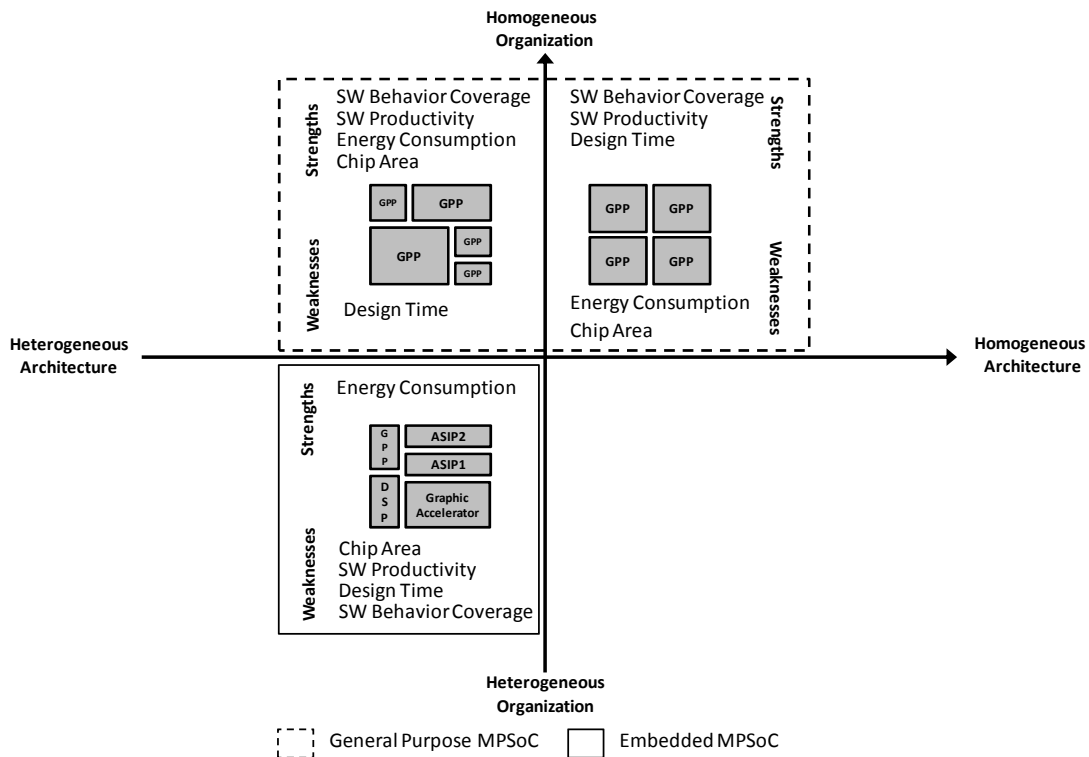 Homogeneous
Organization
Strengths
SW Behavior Coverage
SW Productivity
Energy Consumption
Chip Area
GPP
GPP
GPP
GPP
GPP
Weaknesses
Design Time
SW Behavior Coverage
SW Productivity
Design Time
Strengths
GPP
GPP
GPP
GPP
Weaknesses
Energy Consumption
Chip Area
Heterogeneous
Architecture
Homogeneous
Architecture
Strengths
Energy Consumption
GPP
ASIP2
ASIP1
DSP
Graphic
Accelerator
Weaknesses
Chip Area
SW Productivity
Design Time
SW Behavior Coverage
Heterogeneous
Organization
General Purpose MPSoC
Embedded MPSoC